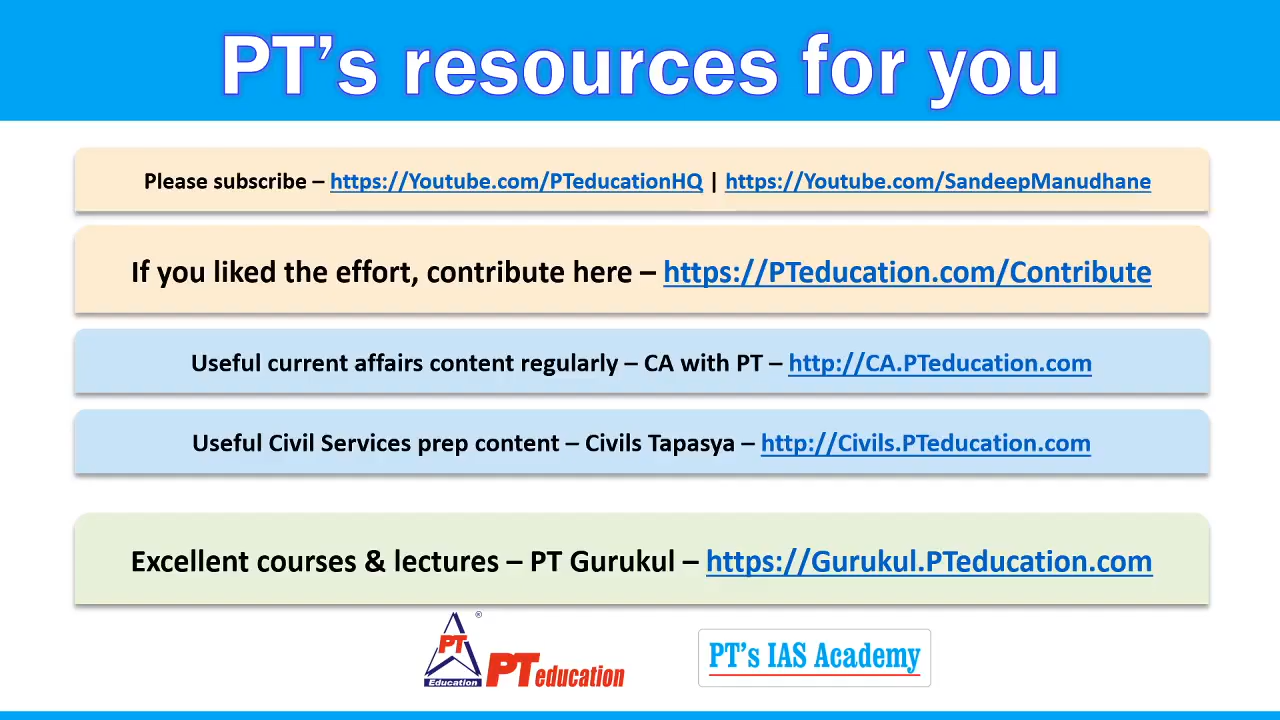 PT’s resources for you
Please subscribe – https://Youtube.com/PTeducationHQ | https://Youtube.com/SandeepManudhane
If you liked the effort, contribute here – https://PTeducation.com/Contribute
Useful current affairs content regularly – CA with PT – http://CA.PTeducation.com
Useful Civil Services prep content – Civils Tapasya – http://Civils.PTeducation.com
Excellent courses & lectures – PT Gurukul – https://Gurukul.PTeducation.com
PT ®
Education
PT education
PT’s IAS Academy